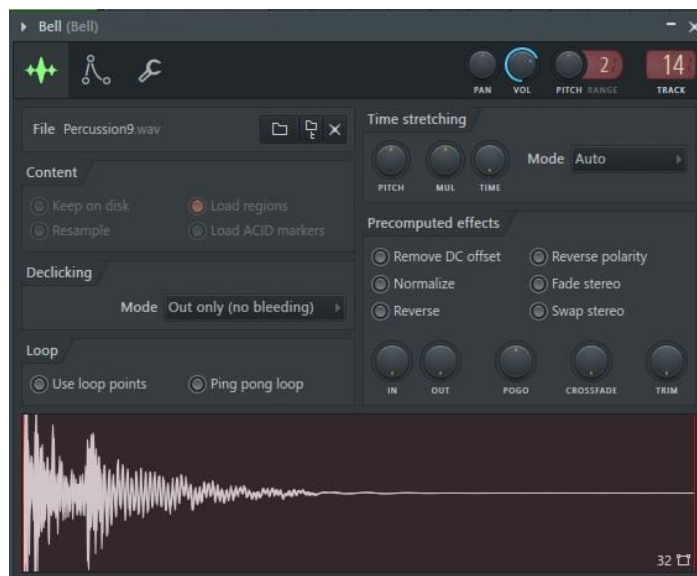 Bell (Bell)
2
14
PAN VOL PITCH RANGE TRACK
File Percussion9.wav
Content
Keep on disk Load regions
Resample Load ACID markers
Declicking
Mode Out only (no bleeding)
Loop
Use loop points Ping pong loop
Time stretching
PITCH MUL TIME
Mode Auto
Precomputed effects
Remove DC offset Reverse polarity
Normalize Fade stereo
Reverse Swap stereo
IN OUT POGO CROSSFADE TRIM
32